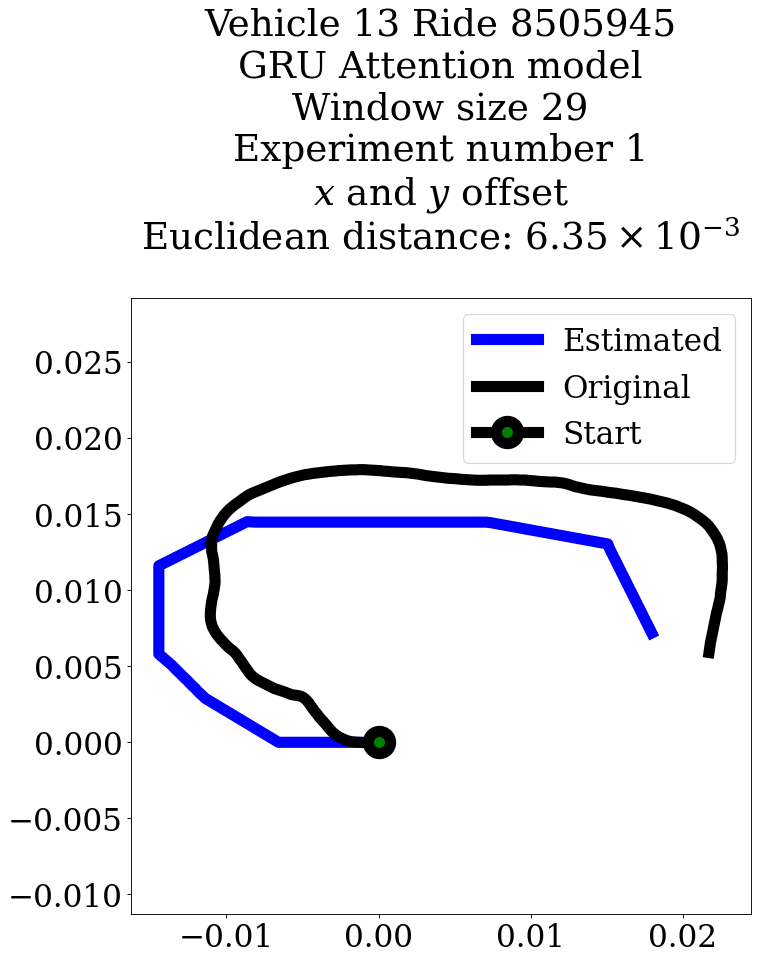 Vehicle 13 Ride 8505945
GRU Attention model
Window size 29
Experiment number 1
x and y offset
Euclidean distance: 6.35 × 10⁻³
Estimated
Original
Start
0.025
0.020
0.015
0.010
0.005
0.000
−0.005
−0.010
−0.01 0.00 0.01 0.02